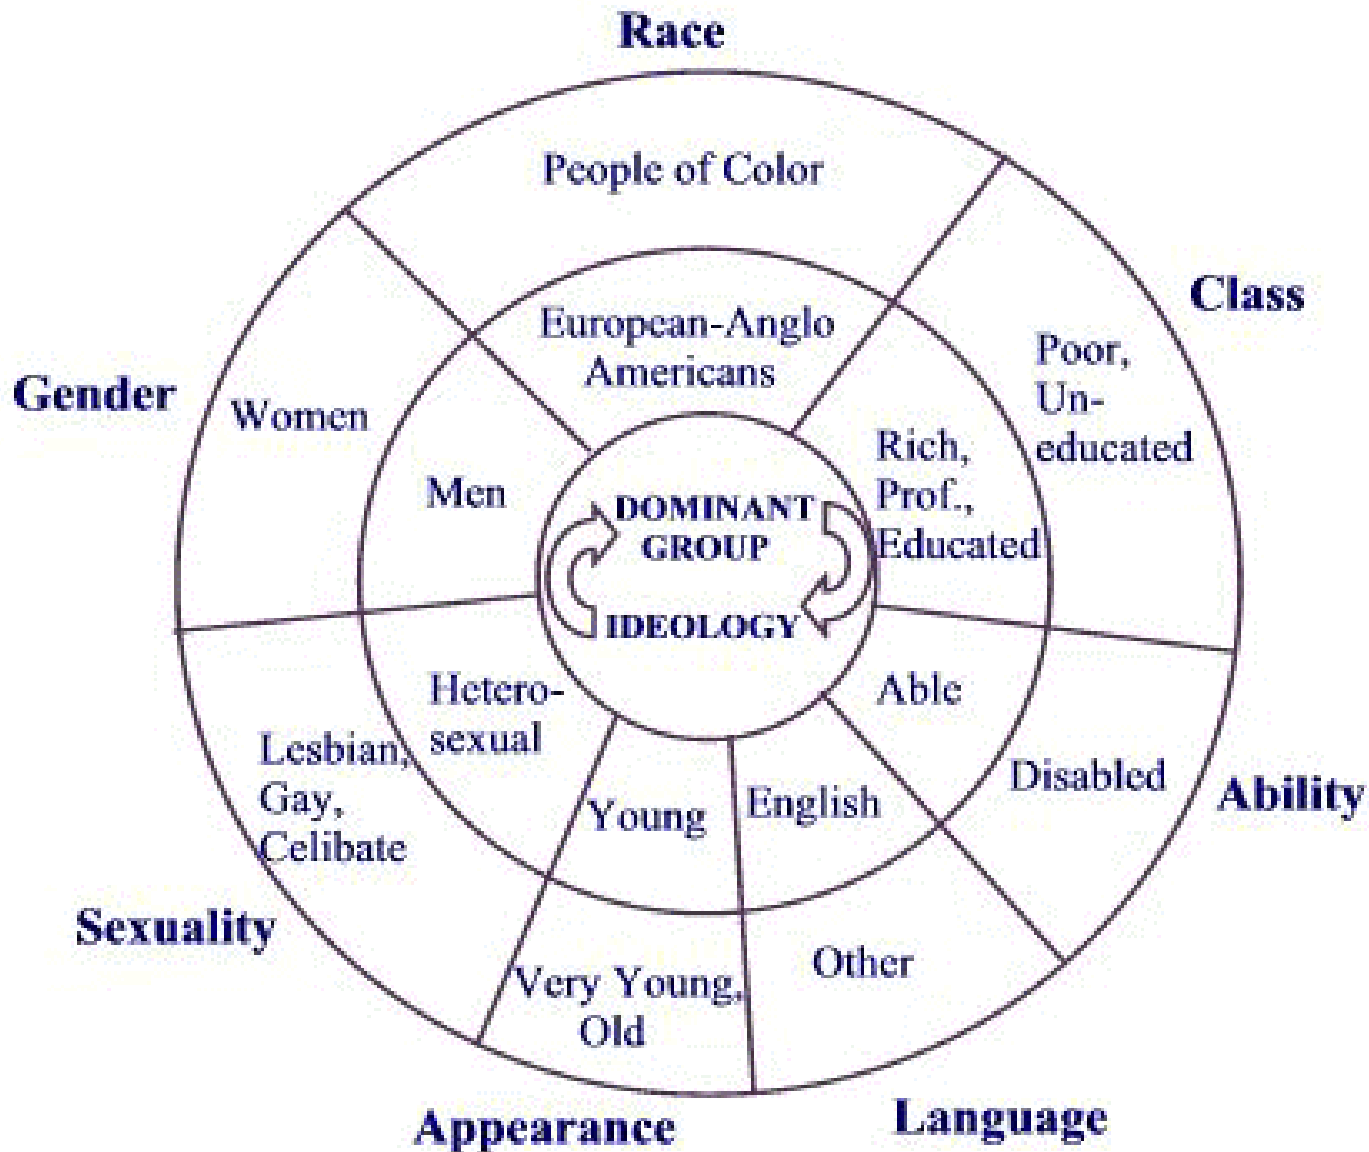 Race
People of Color
European-Anglo
Americans
Class
Poor,
Un-
educated
Rich,
Prof.,
Educated
Gender
Women
Men
DOMINANT
GROUP
IDEOLOGY
Able
Disabled
Ability
Hetero-
sexual
Lesbian,
Gay,
Celibate
Sexuality
Young
Very Young,
Old
Appearance
English
Other
Language